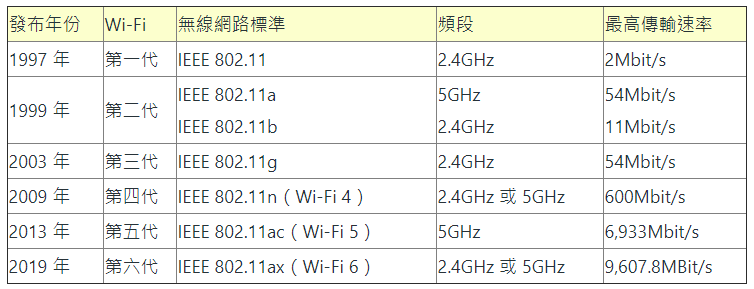 發布年份 Wi-Fi 無線網路標準 頻段 最高傳輸速率
1997 年 第一代 IEEE 802.11 2.4GHz 2Mbit/s
1999 年 第二代 IEEE 802.11a 5GHz 54Mbit/s
IEEE 802.11b 2.4GHz 11Mbit/s
2003 年 第三代 IEEE 802.11g 2.4GHz 54Mbit/s
2009 年 第四代 IEEE 802.11n（Wi-Fi 4） 2.4GHz 或 5GHz 600Mbit/s
2013 年 第五代 IEEE 802.11ac（Wi-Fi 5） 5GHz 6,933Mbit/s
2019 年 第六代 IEEE 802.11ax（Wi-Fi 6） 2.4GHz 或 5GHz 9,607.8MBit/s